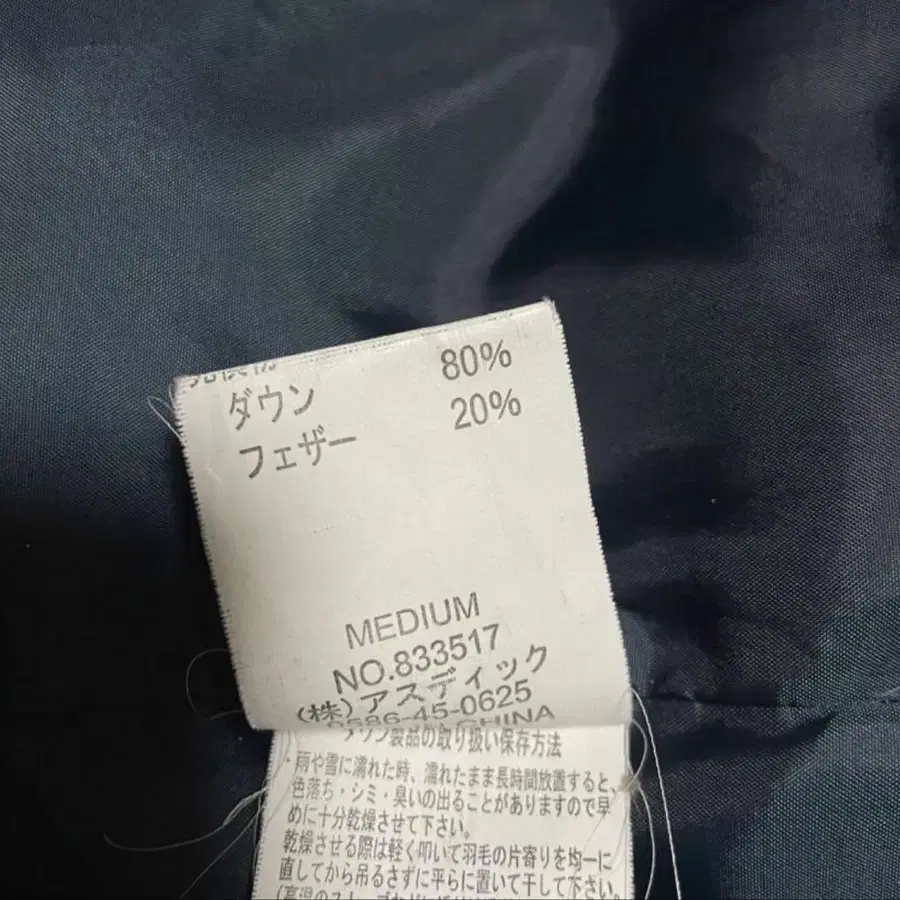 ダウン 80%
フェザー 20%
MEDIUM
NO.833517
(株)アスディック
0586-45-0625
CHINA
ダウン製品の取り扱い保存方法
・雨や雪に濡れた時、濡れたまま長時間放置すると、
色落ち・シミ・臭いの出ることがありますので早
めに十分乾燥させて下さい。
乾燥させる際は軽く叩いて羽毛の片寄りを均一に
直してから吊るさずに平らに置いて干して下さい。